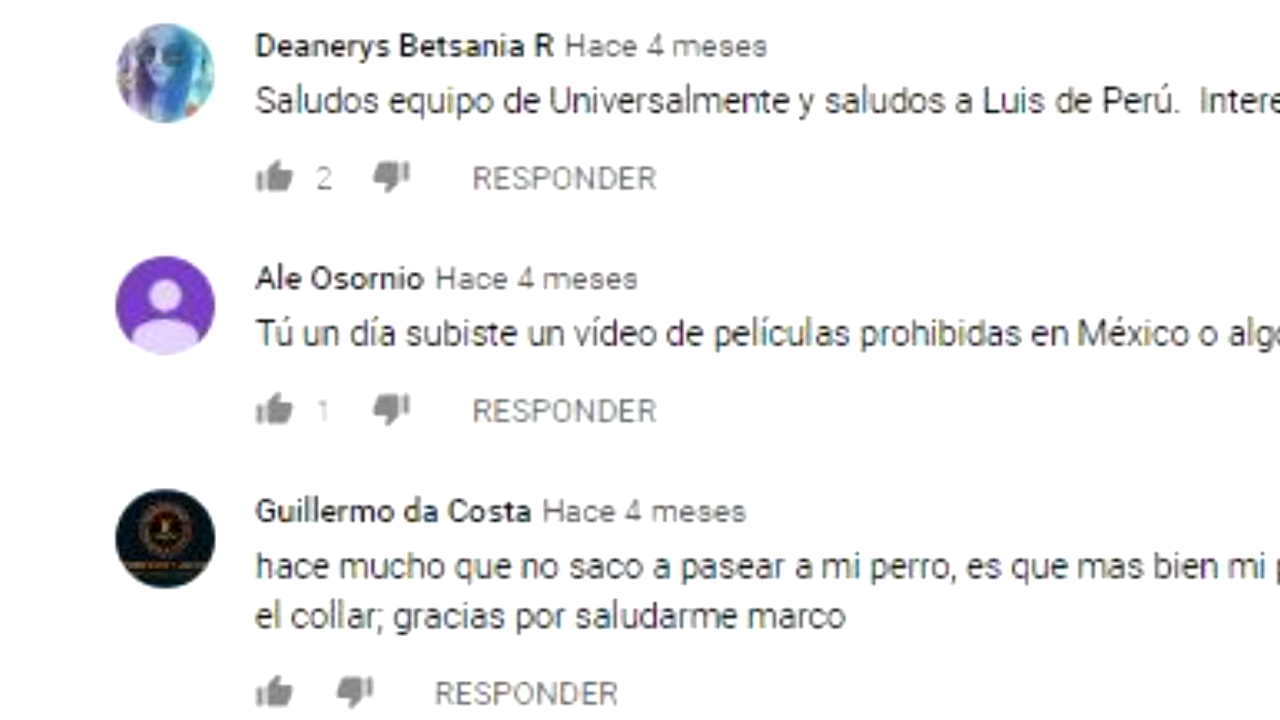 Deanerys Betsania R Hace 4 meses
Saludos equipo de Universalmente y saludos a Luis de Perú. Intere
2 RESPONDER
Ale Osornio Hace 4 meses
Tú un día subiste un vídeo de películas prohibidas en México o algo
1 RESPONDER
Guillermo da Costa Hace 4 meses
hace mucho que no saco a pasear a mi perro, es que mas bien mi p
el collar; gracias por saludarme marco
RESPONDER